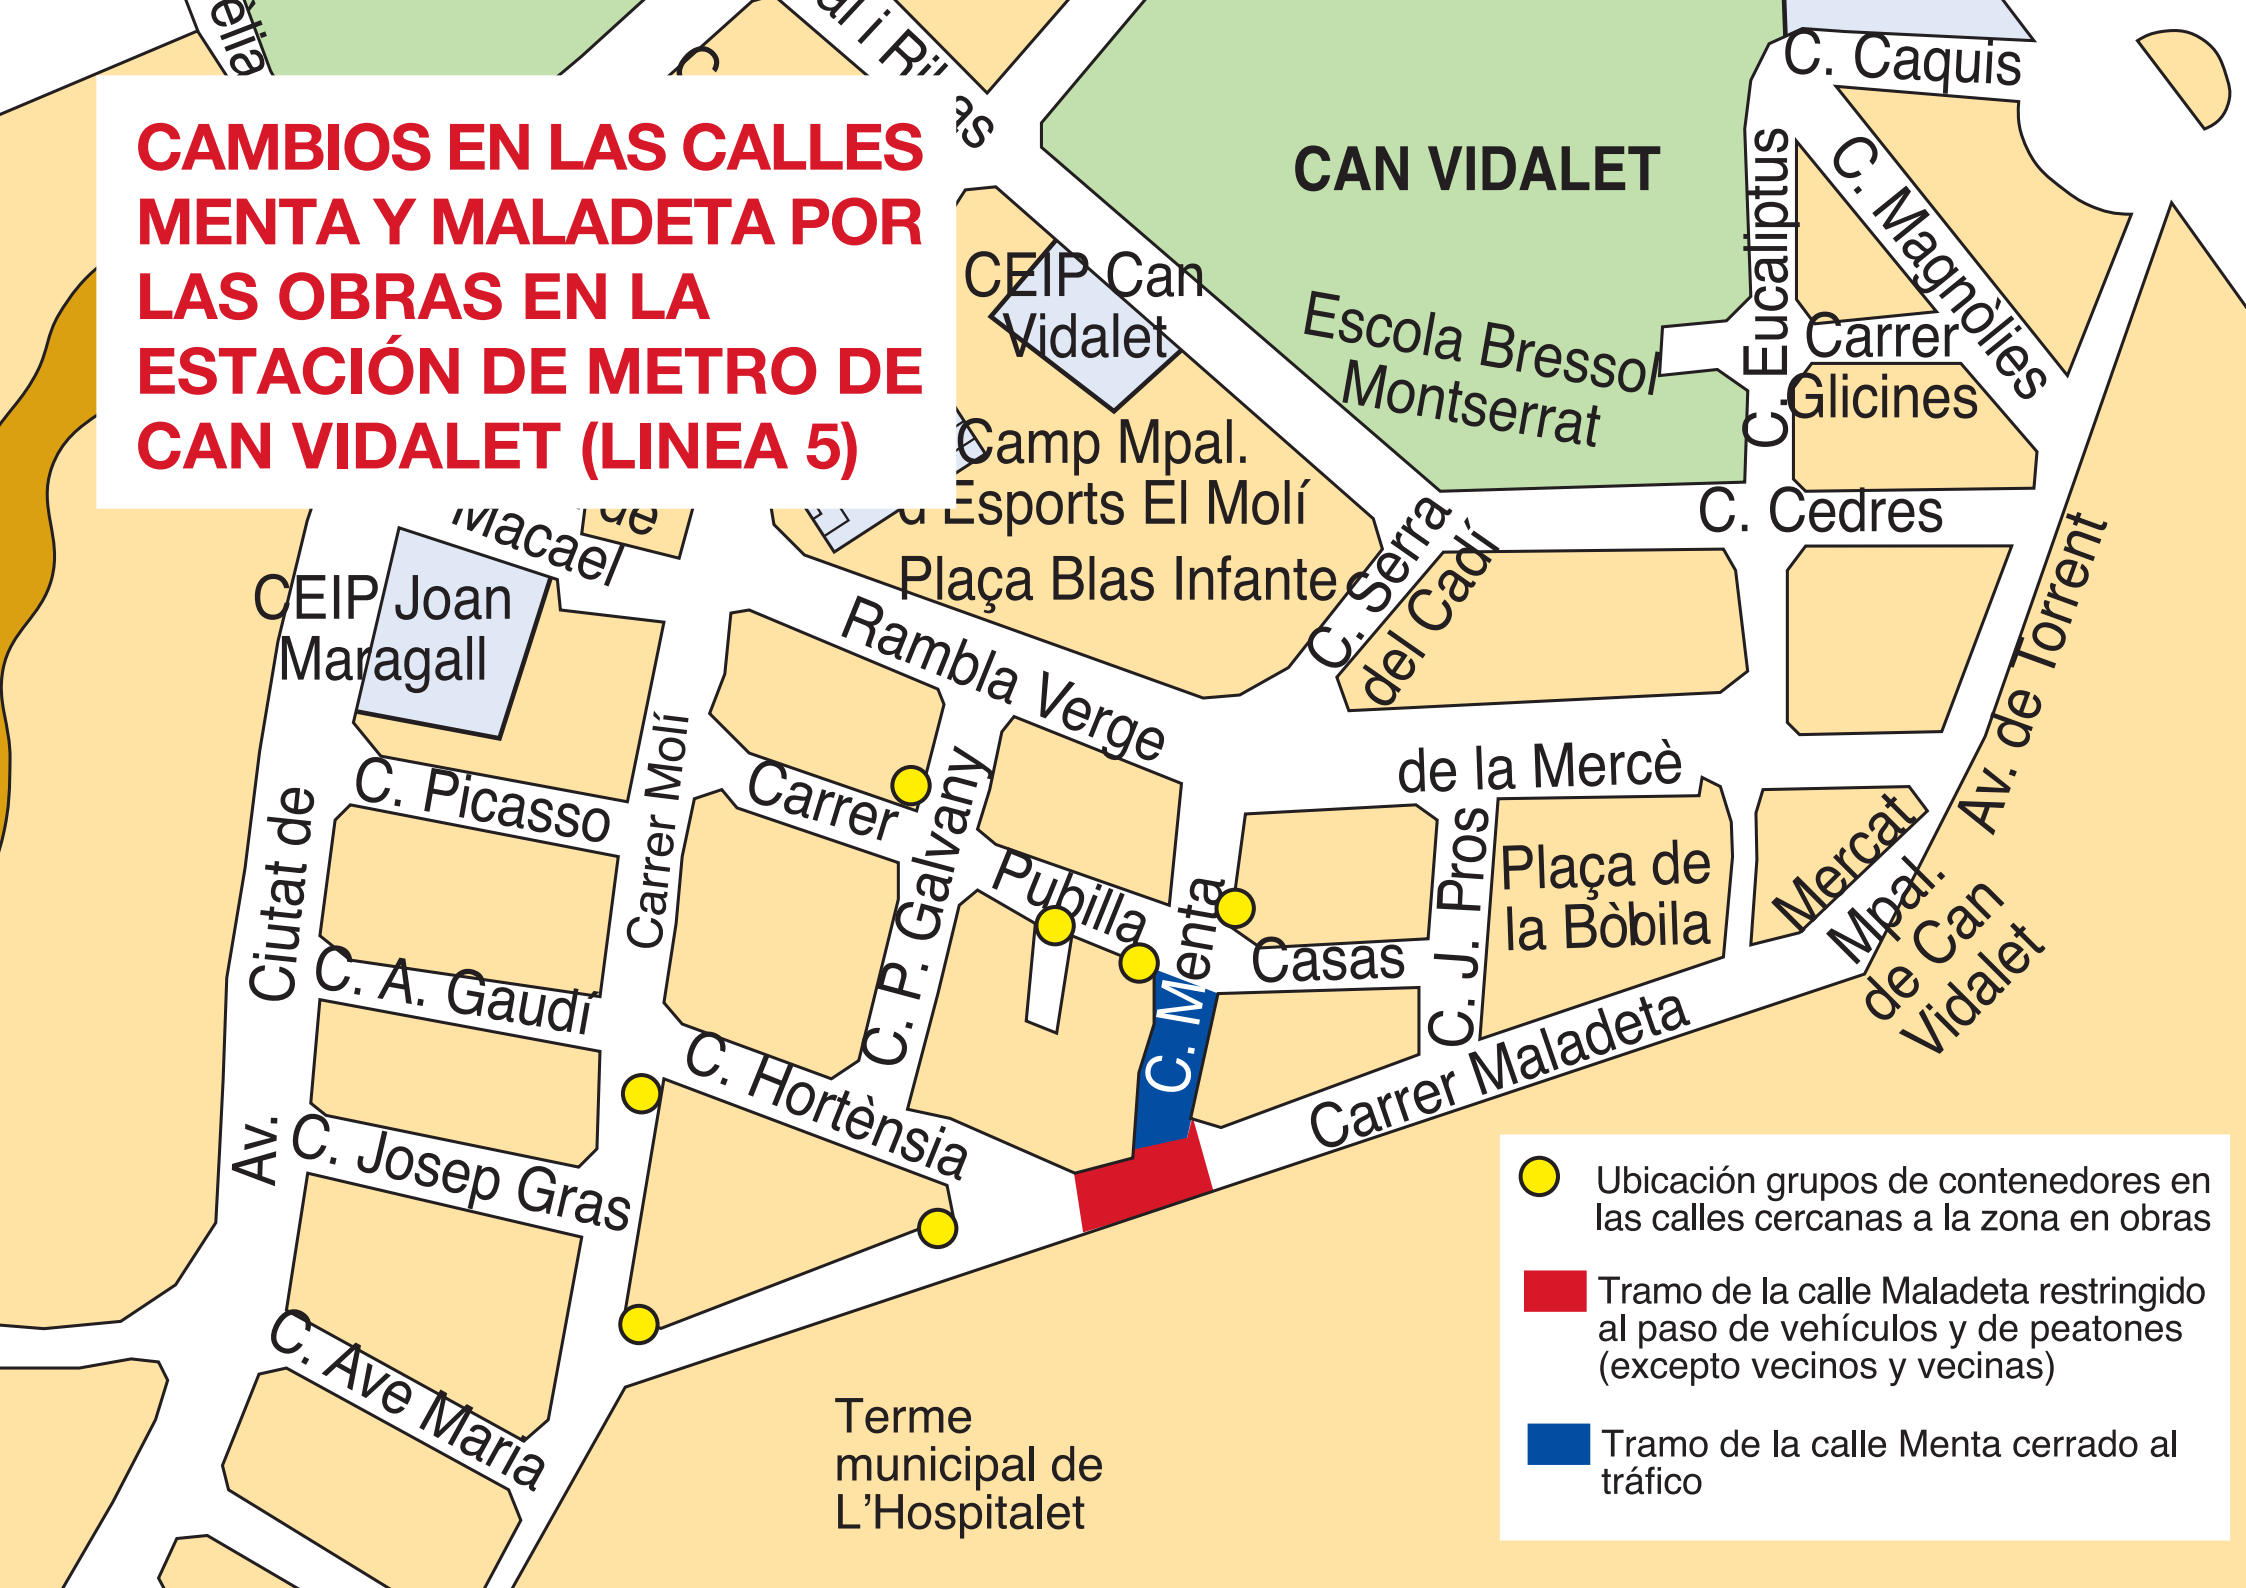 CAMBIOS EN LAS CALLES
MENTA Y MALADETA POR
LAS OBRAS EN LA
ESTACIÓN DE METRO DE
CAN VIDALET (LINEA 5)
CAN VIDALET
C. Caquis
C. Magnòlies
C. Eucaliptus
Carrer
Glicines
C. Cedres
CEIP Can
Vidalet
Escola Bressol
Montserrat
Camp Mpal.
d'Esports El Molí
Plaça Blas Infante
C. Serra
del Cadí
Av. de Torrent
Macael
de
CEIP Joan
Maragall
Rambla Verge
de la Mercè
C. Picasso
Carrer Molí
Carrer
Pubilla
Casas
C. P. Galvany
C. Menta
C. J. Pros
Plaça de
la Bòbila
Mercat
Mpal.
de Can
Vidalet
Av.
Ciutat de
C. A. Gaudí
C. Hortènsia
Carrer Maladeta
C. Josep Gras
C. Ave Maria
Terme
municipal de
L'Hospitalet
Ubicación grupos de contenedores en
las calles cercanas a la zona en obras
Tramo de la calle Maladeta restringido
al paso de vehículos y de peatones
(excepto vecinos y vecinas)
Tramo de la calle Menta cerrado al
tráfico